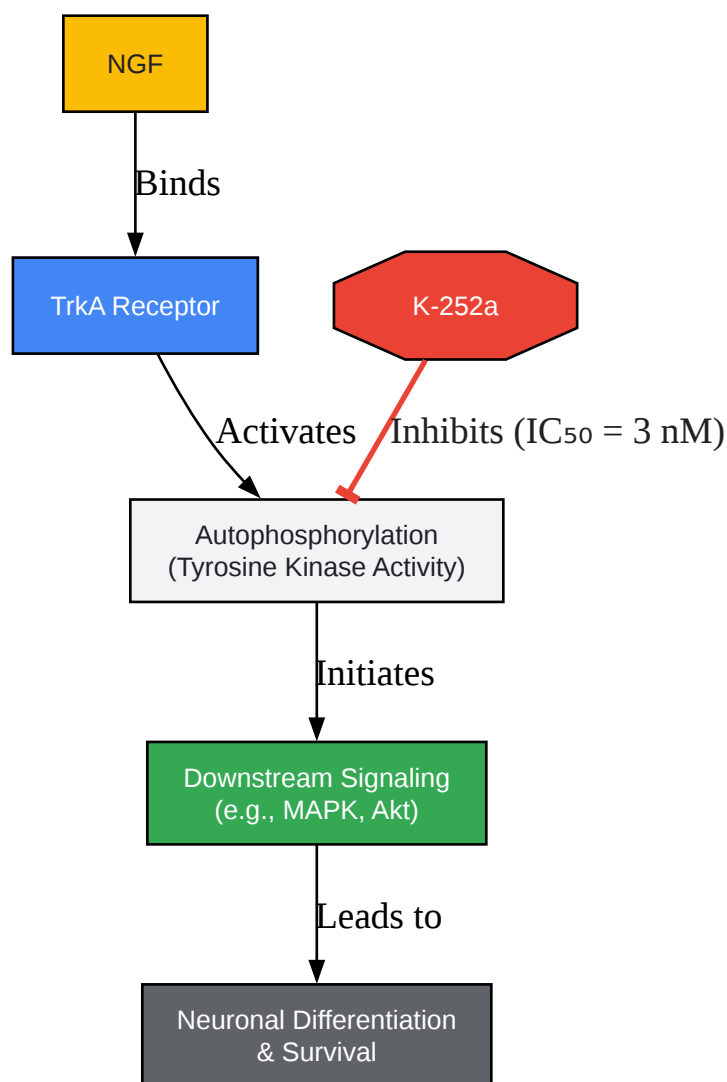 NGF
Binds
TrkA Receptor
K-252a
Activates
Inhibits (IC₅₀ = 3 nM)
Autophosphorylation
(Tyrosine Kinase Activity)
Initiates
Downstream Signaling
(e.g., MAPK, Akt)
Leads to
Neuronal Differentiation
& Survival